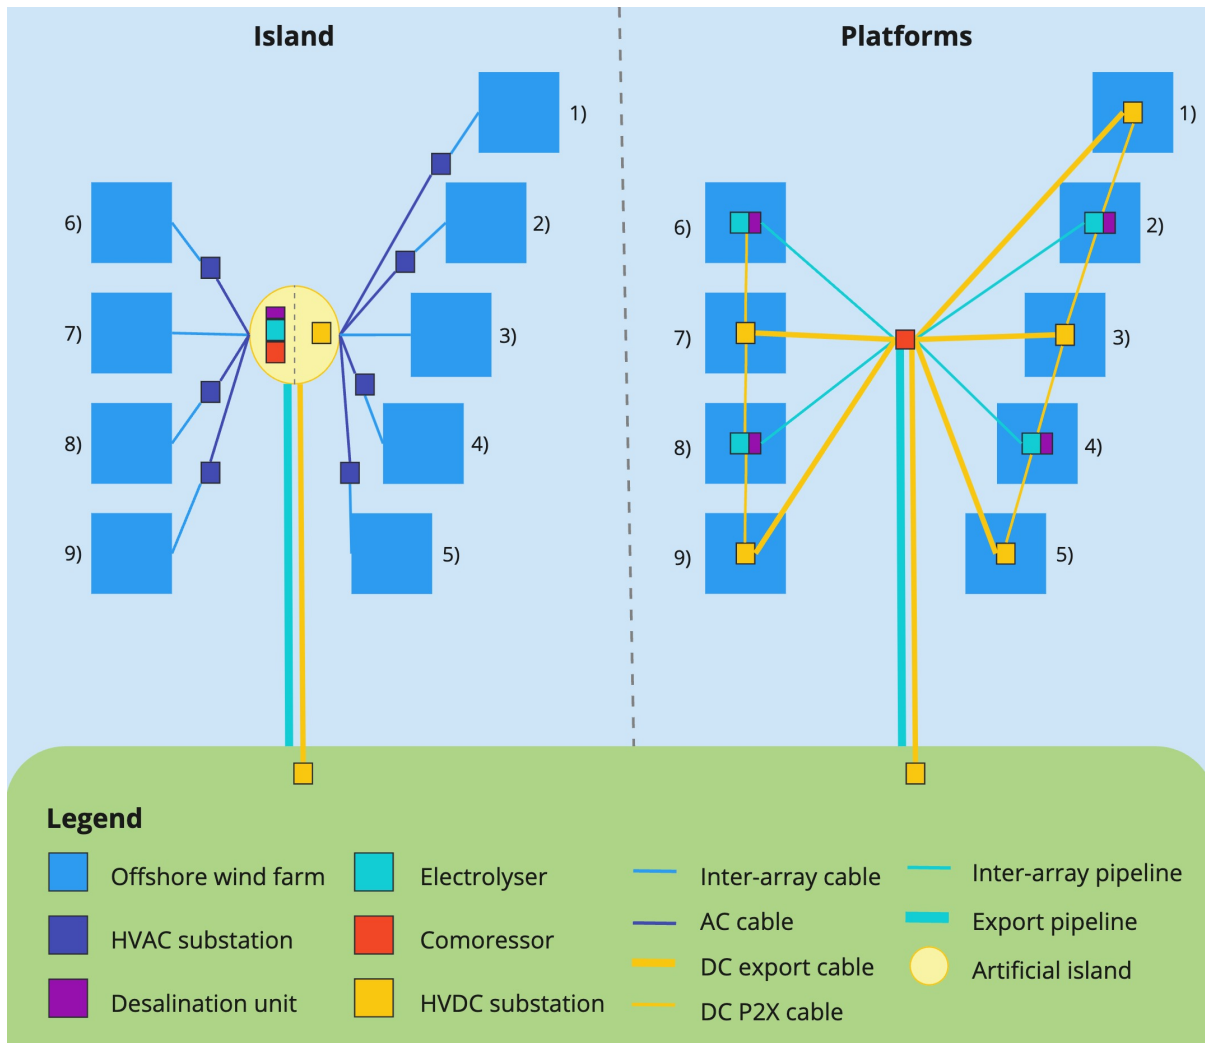 Island
Platforms
1)
2)
3)
4)
5)
6)
7)
8)
9)
1)
2)
3)
4)
5)
6)
7)
8)
9)
Legend
Offshore wind farm
HVAC substation
Desalination unit
Electrolyser
Comoressor
HVDC substation
Inter-array cable
AC cable
DC export cable
DC P2X cable
Inter-array pipeline
Export pipeline
Artificial island